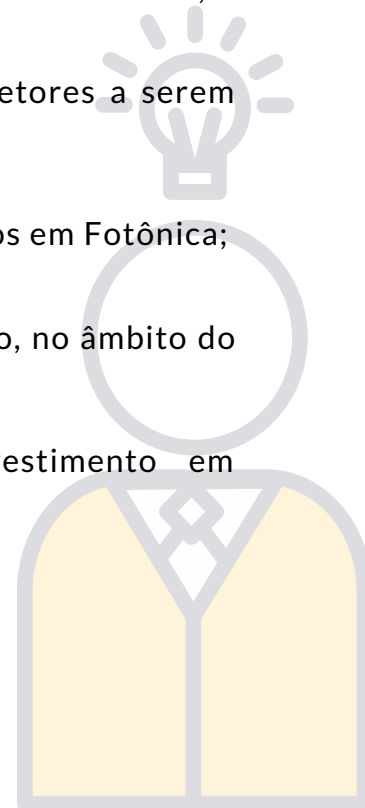 etores a serem
os em Fotônica;
o, no âmbito do
estimento em